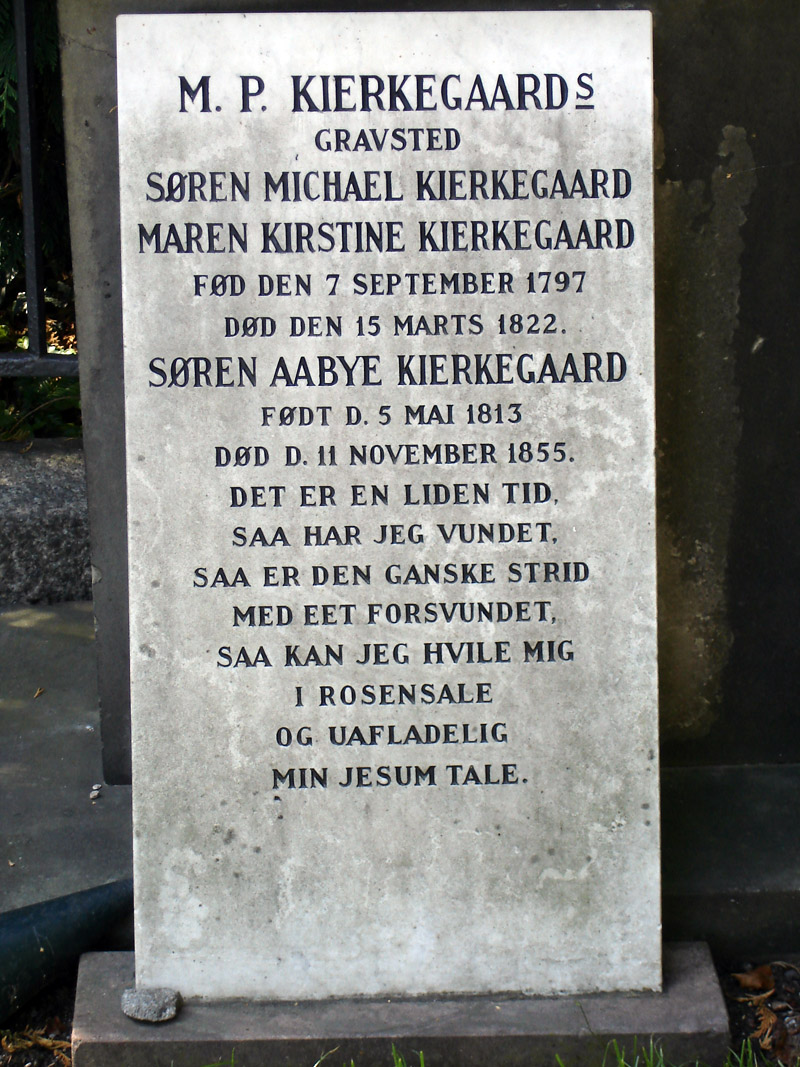 M. P. KIERKEGAARDS
GRAVSTED
SØREN MICHAEL KIERKEGAARD
MAREN KIRSTINE KIERKEGAARD
FØD DEN 7 SEPTEMBER 1797
DØD DEN 15 MARTS 1822.
SØREN AABYE KIERKEGAARD
FØDT D. 5 MAI 1813
DØD D. 11 NOVEMBER 1855.
DET ER EN LIDEN TID,
SAA HAR JEG VUNDET,
SAA ER DEN GANSKE STRID
MED EET FORSVUNDET,
SAA KAN JEG HVILE MIG
I ROSENSALE
OG UAFLADELIG
MIN JESUM TALE.